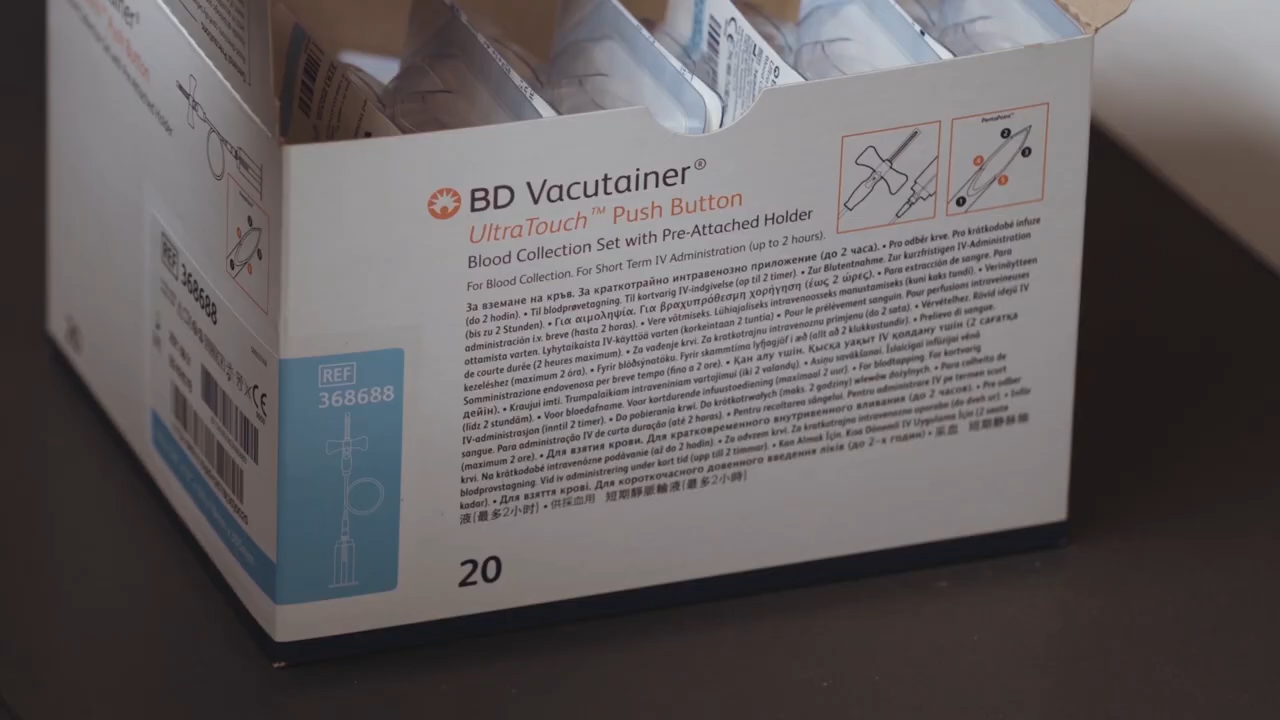 BD Vacutainer®
UltraTouch™ Push Button
Blood Collection Set with Pre-Attached Holder
For Blood Collection. For Short Term IV Administration (up to 2 hours).
За вземане на кръв. За краткотрайно интравенозно приложение (до 2 часа). • Pro odběr krve. Pro krátkodobé infuze
(do 2 hodin). • Til blodprøvetagning. Til kortvarig IV-indgivelse (op til 2 timer). • Zur Blutentnahme. Zur kurzfristigen IV-Administration
(bis zu 2 Stunden). • Για αιμοληψία. Για βραχυπρόθεσμη χορήγηση (έως 2 ώρες). • Para extracción de sangre. Para
administración i.v. breve (hasta 2 horas). • Vere võtmiseks. Lühiajaliseks intravenoosseks manustamiseks (kuni kaks tundi). • Verinäytteen
ottamista varten. Lyhytaikaista IV-käyttöä varten (korkeintaan 2 tuntia) • Pour le prélèvement sanguin. Pour perfusions intraveineuses
de courte durée (2 heures maximum). • Za vađenje krvi. Za kratkotrajnu intravenoznu primjenu (do 2 sata). • Vérvételhez. Rövid idejű IV
kezeléshez (maximum 2 óra). • Fyrir blóðsýnatöku. Fyrir skammtíma lyfjagjöf í æð (allt að 2 klukkustundir). • Prelievo di sangue.
Somministrazione endovenosa per breve tempo (fino a 2 ore). • Қан алу үшін. Қысқа уақыт IV қолдану үшін (2 сағатқа
дейін). • Kraujui imti. Trumpalaikiam intraveniniam vartojimui (iki 2 valandų). • Asiņu savākšanai. Īslaicīgai infūzijai vēnā
(līdz 2 stundām). • Voor bloedafname. Voor kortdurende infuustoediening (maximaal 2 uur). • For blodtapping. For kortvarig
IV-administrasjon (inntil 2 timer). • Do pobierania krwi. Do krótkotrwałych (maks. 2 godziny) wlewów dożylnych. • Para colheita de
sangue. Para administração IV de curta duração (até 2 horas). • Pentru recoltarea sângelui. Pentru administrare IV pe termen scurt
(maximum 2 ore). • Для взятия крови. Для кратковременного внутривенного вливания (до 2 часов). • Pre odber
krvi. Na krátkodobé intravenózne podávanie (až do 2 hodín). • Za odvzem krvi. Za kratkotrajno intravenozno uporabo (do dveh ur). • Inför
blodprovstagning. Vid iv administrering under kort tid (upp till 2 timmar). • Kan Almak İçin. Kısa Dönemli IV Uygulama İçin (2 saate
kadar). • Для взяття крові. Для короткочасного довенного введення ліків (до 2-х годин) • 采血 短期静脉输
液(最多2小时) • 供採血用 短期靜脈輸液(最多2小時)
20
REF
368688
PentaPoint™
1
2
3
4
5
Push Button
REF 368688
CE